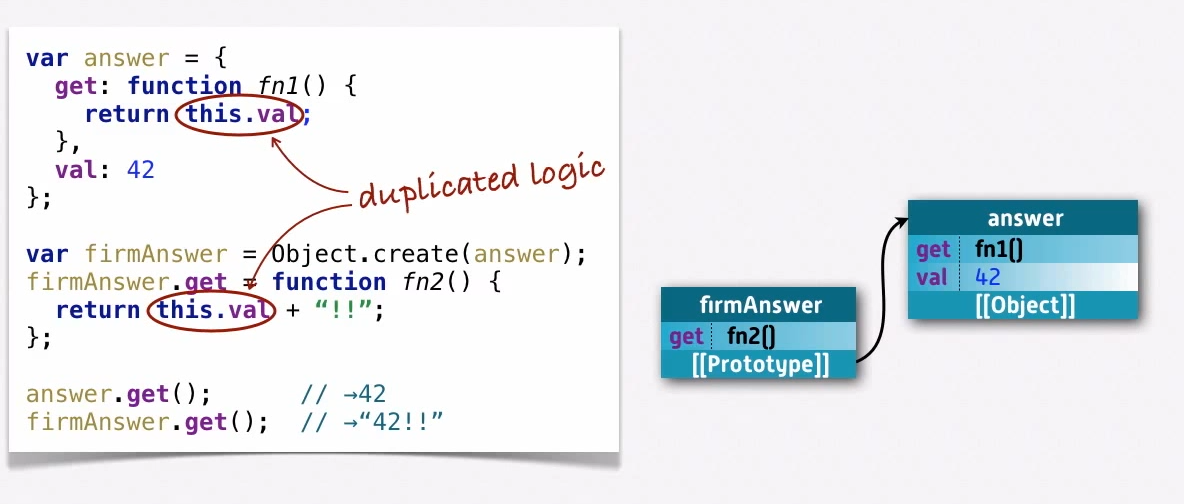 var answer = {
get: function fn1() {
return this.val;
},
val: 42
};
duplicated logic
var firmAnswer = Object.create(answer);
firmAnswer.get = function fn2() {
return this.val + “!!”;
};
answer.get(); // →42
firmAnswer.get(); // →“42!!”
firmAnswer
get fn2()
[[Prototype]]
answer
get fn1()
val 42
[[Object]]